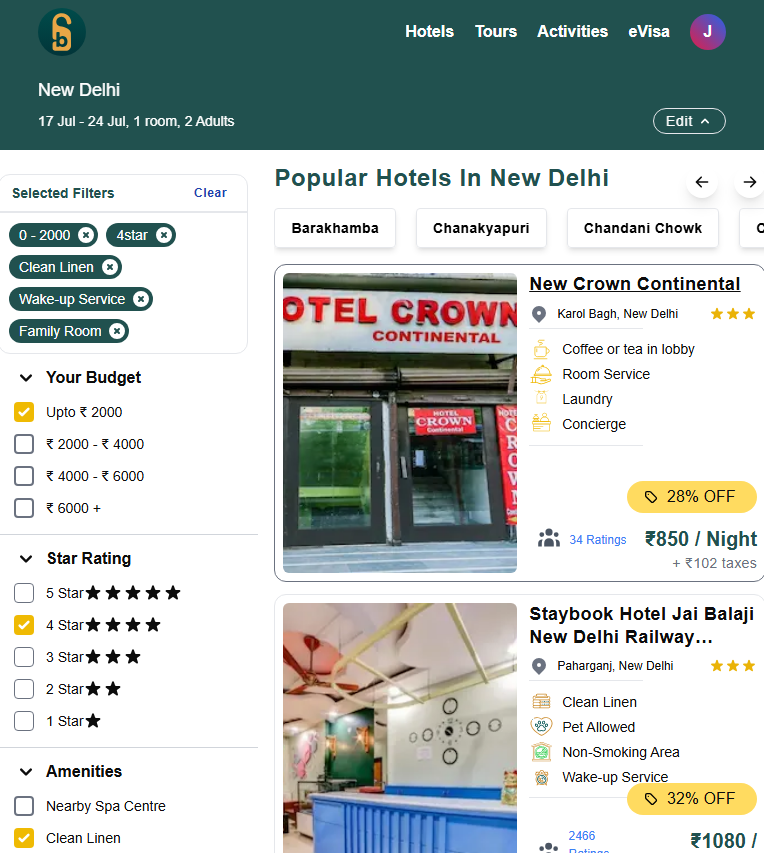 Hotels Tours Activities eVisa J
New Delhi
17 Jul - 24 Jul, 1 room, 2 Adults
Edit
Selected Filters Clear
0 - 2000
4star
Clean Linen
Wake-up Service
Family Room
Your Budget
Upto ₹ 2000
₹ 2000 - ₹ 4000
₹ 4000 - ₹ 6000
₹ 6000 +
Star Rating
5 Star
4 Star
3 Star
2 Star
1 Star
Amenities
Nearby Spa Centre
Clean Linen
Popular Hotels In New Delhi
Barakhamba
Chanakyapuri
Chandani Chowk
C
OTEL CROWN
CONTINENTAL
HOTEL
CROWN
Continental
New Crown Continental
Karol Bagh, New Delhi
Coffee or tea in lobby
Room Service
Laundry
Concierge
28% OFF
34 Ratings
₹850 / Night
+ ₹102 taxes
Staybook Hotel Jai Balaji
New Delhi Railway...
Paharganj, New Delhi
Clean Linen
Pet Allowed
Non-Smoking Area
Wake-up Service
32% OFF
2466
Ratings
₹1080 /